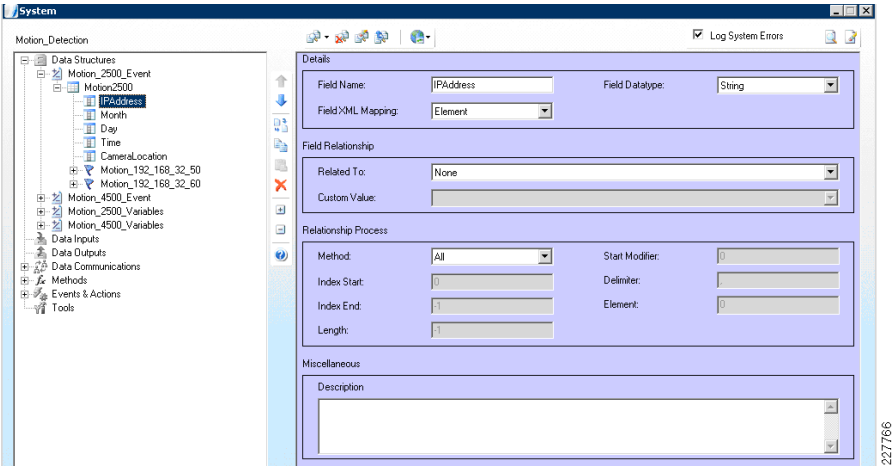 System
Motion_Detection
Log System Errors
Data Structures
Motion_2500_Event
Motion2500
IPAddress
Month
Day
Time
CameraLocation
Motion_192_168_32_50
Motion_192_168_32_60
Motion_4500_Event
Motion_2500_Variables
Motion_4500_Variables
Data Inputs
Data Outputs
Data Communications
Methods
Events & Actions
Tools
Details
Field Name: IPAddress Field Datatype: String
Field XML Mapping: Element
Field Relationship
Related To: None
Custom Value:
Relationship Process
Method: All Start Modifier: 0
Index Start: 0 Delimiter: ,
Index End: -1 Element: 0
Length: -1
Miscellaneous
Description
227766